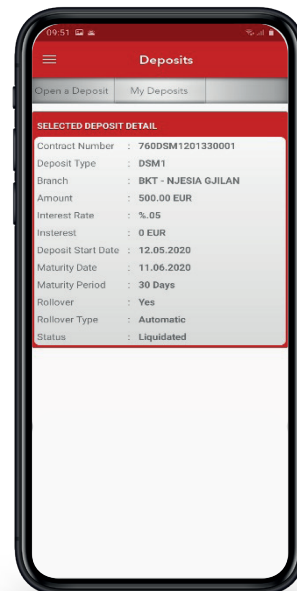 09:51
Deposits
Open a Deposit My Deposits
SELECTED DEPOSIT DETAIL
Contract Number : 760DSM1201330001
Deposit Type : DSM1
Branch : BKT - NJESIA GJILAN
Amount : 500.00 EUR
Interest Rate : %.05
Insterest : 0 EUR
Deposit Start Date : 12.05.2020
Maturity Date : 11.06.2020
Maturity Period : 30 Days
Rollover : Yes
Rollover Type : Automatic
Status : Liquidated